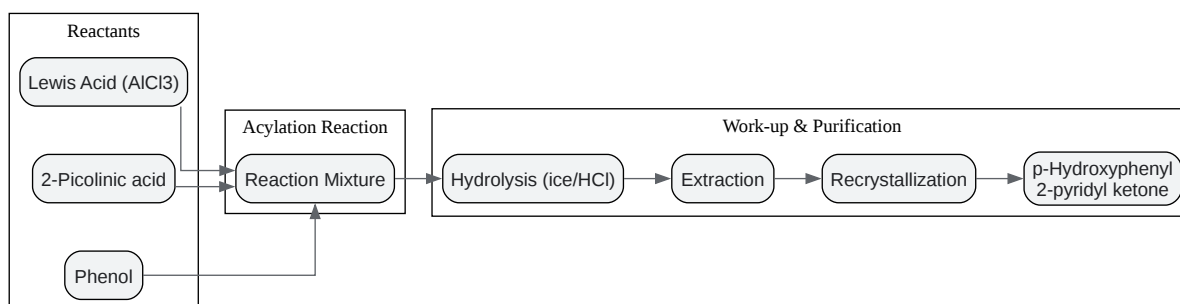 Reactants
Lewis Acid (AlCl3)
2-Picolinic acid
Phenol
Acylation Reaction
Reaction Mixture
Work-up & Purification
Hydrolysis (ice/HCl)
Extraction
Recrystallization
p-Hydroxyphenyl
2-pyridyl ketone